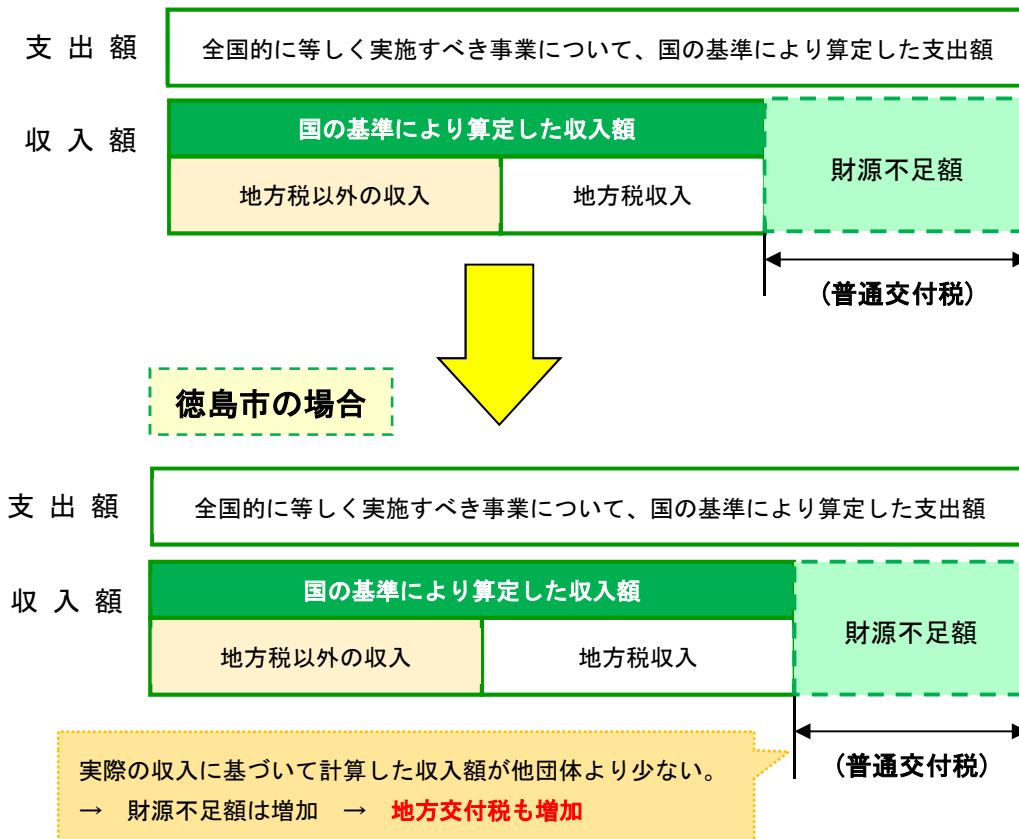 支出額
全国的に等しく実施すべき事業について、国の基準により算定した支出額
収入額
国の基準により算定した収入額
地方税以外の収入
地方税収入
財源不足額
(普通交付税)
徳島市の場合
支出額
全国的に等しく実施すべき事業について、国の基準により算定した支出額
収入額
国の基準により算定した収入額
地方税以外の収入
地方税収入
財源不足額
(普通交付税)
実際の収入に基づいて計算した収入額が他団体より少ない。
→ 財源不足額は増加 → 地方交付税も増加